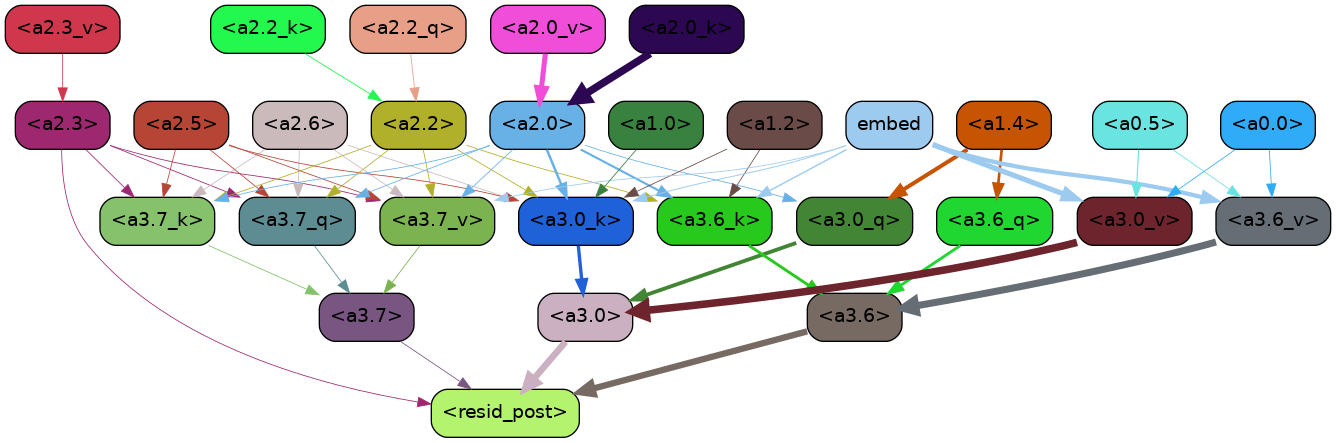 <a2.3_v> <a2.2_k> <a2.2_q> <a2.0_v> <a2.0_k>
<a2.3> <a2.5> <a2.6> <a2.2> <a2.0> <a1.0> <a1.2> embed <a1.4> <a0.5> <a0.0>
<a3.7_k> <a3.7_q> <a3.7_v> <a3.0_k> <a3.6_k> <a3.0_q> <a3.6_q> <a3.0_v> <a3.6_v>
<a3.7> <a3.0> <a3.6>
<resid_post>